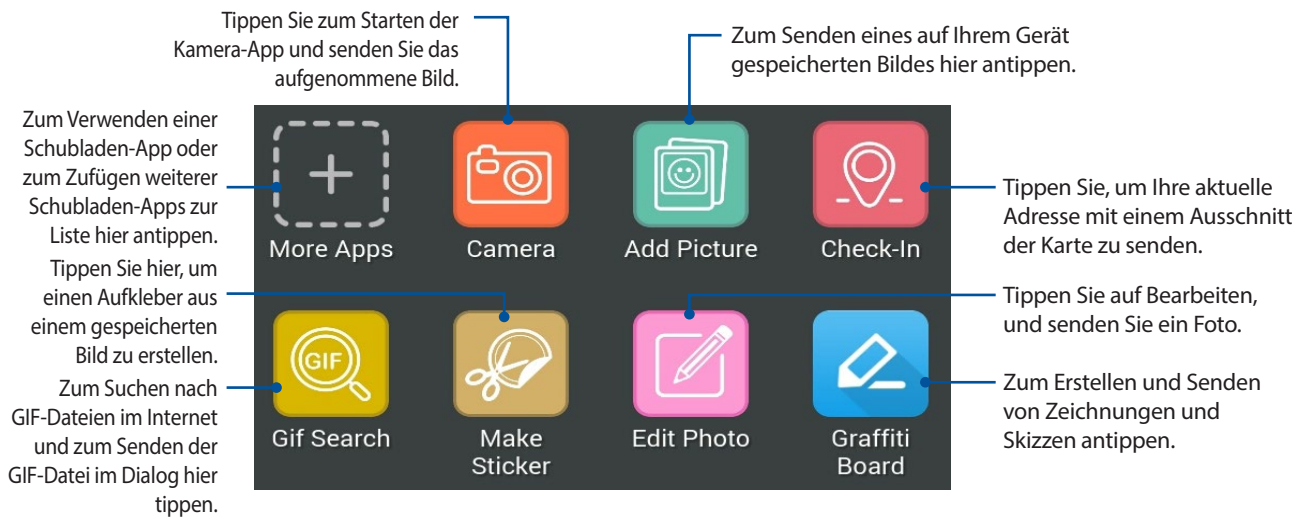 Tippen Sie zum Starten der
Kamera-App und senden Sie das
aufgenommene Bild.
Zum Senden eines auf Ihrem Gerät
gespeicherten Bildes hier antippen.
Zum Verwenden einer
Schubladen-App oder
zum Zufügen weiterer
Schubladen-Apps zur
Liste hier antippen.
Tippen Sie hier, um
einen Aufkleber aus
einem gespeicherten
Bild zu erstellen.
Zum Suchen nach
GIF-Dateien im Internet
und zum Senden der
GIF-Datei im Dialog hier
tippen.
More Apps
Camera
Add Picture
Check-In
GIF
Gif Search
Make
Sticker
Edit Photo
Graffiti
Board
Tippen Sie, um Ihre aktuelle
Adresse mit einem Ausschnitt
der Karte zu senden.
Tippen Sie auf Bearbeiten,
und senden Sie ein Foto.
Zum Erstellen und Senden
von Zeichnungen und
Skizzen antippen.